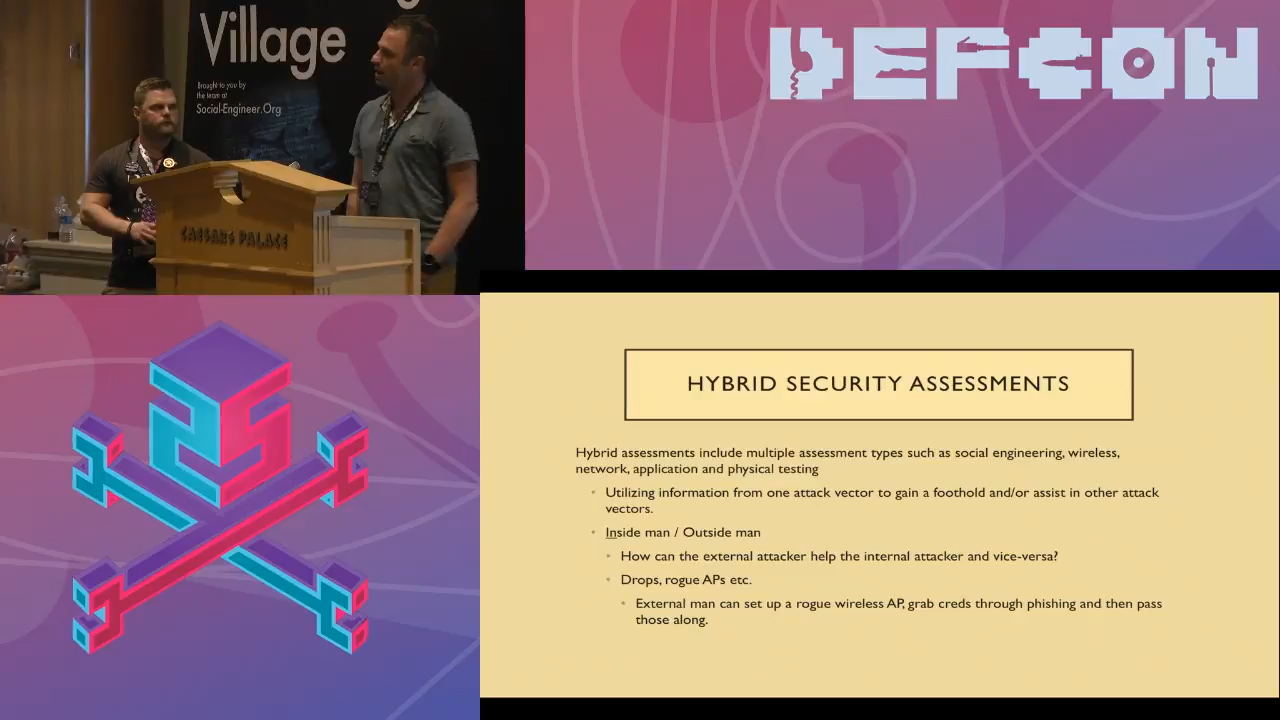 Village
Brought to you by
the team at
Social-Engineer.Org
CAESARS PALACE
DEFCON
HYBRID SECURITY ASSESSMENTS
Hybrid assessments include multiple assessment types such as social engineering, wireless,
network, application and physical testing
Utilizing information from one attack vector to gain a foothold and/or assist in other attack
vectors.
Inside man / Outside man
How can the external attacker help the internal attacker and vice-versa?
Drops, rogue APs etc.
External man can set up a rogue wireless AP, grab creds through phishing and then pass
those along.